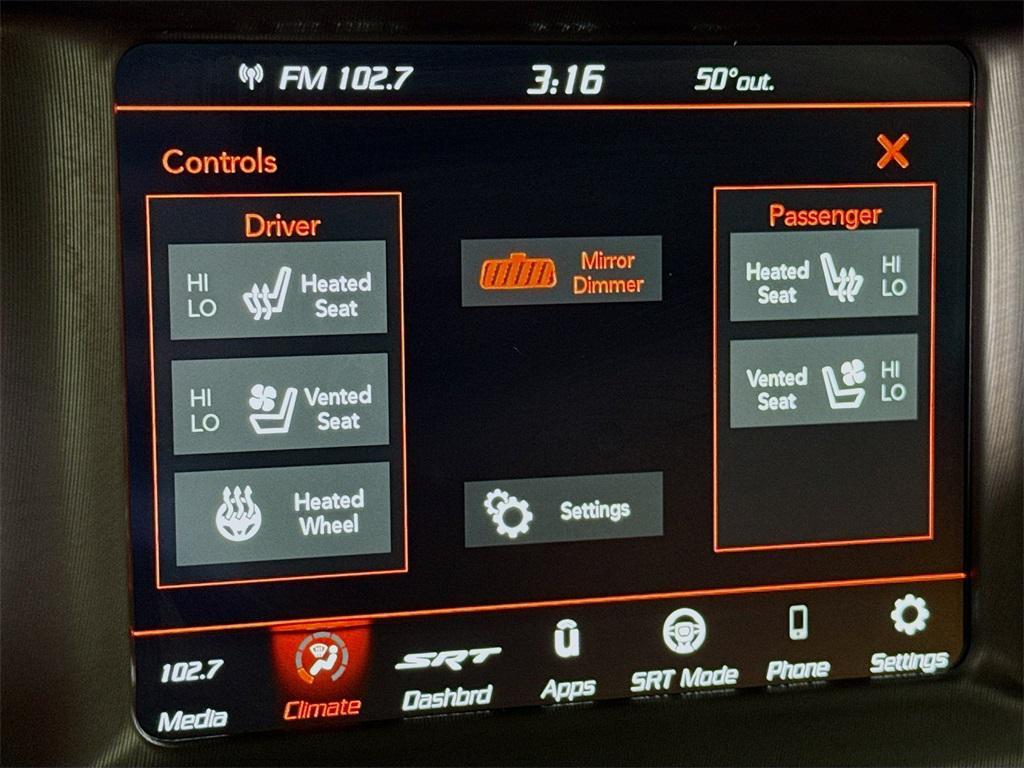 FM 102.7 3:16 50° out.
Controls
Driver
HI
LO
Heated
Seat
HI
LO
Vented
Seat
Heated
Wheel
Mirror
Dimmer
Settings
Passenger
Heated
Seat
HI
LO
Vented
Seat
HI
LO
102.7
Media
Climate
SRT
Dashbrd
Apps
SRT Mode
Phone
Settings